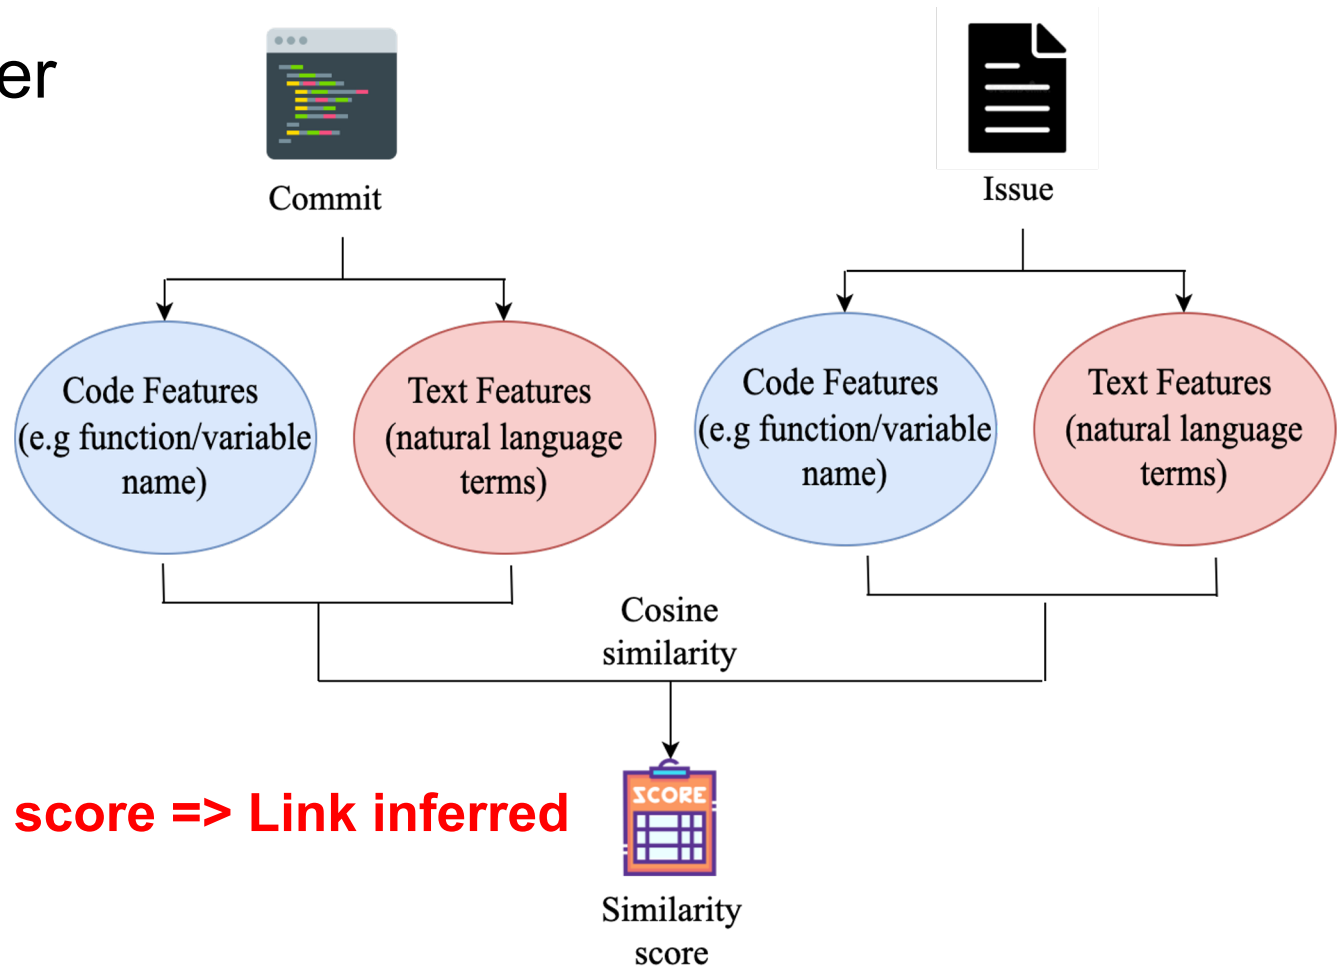 er
Commit
Issue
Code Features
(e.g function/variable
name)
Text Features
(natural language
terms)
Code Features
(e.g function/variable
name)
Text Features
(natural language
terms)
Cosine
similarity
score => Link inferred
SCORE
Similarity
score